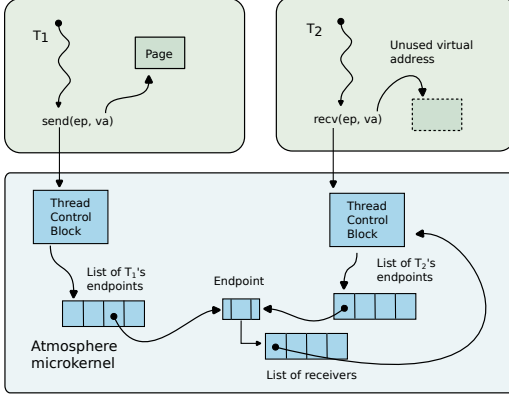 T1
Page
send(ep, va)
T2
Unused virtual
address
recv(ep, va)
Thread
Control
Block
Thread
Control
Block
List of T1's
endpoints
Endpoint
List of T2's
endpoints
Atmosphere
microkernel
List of receivers